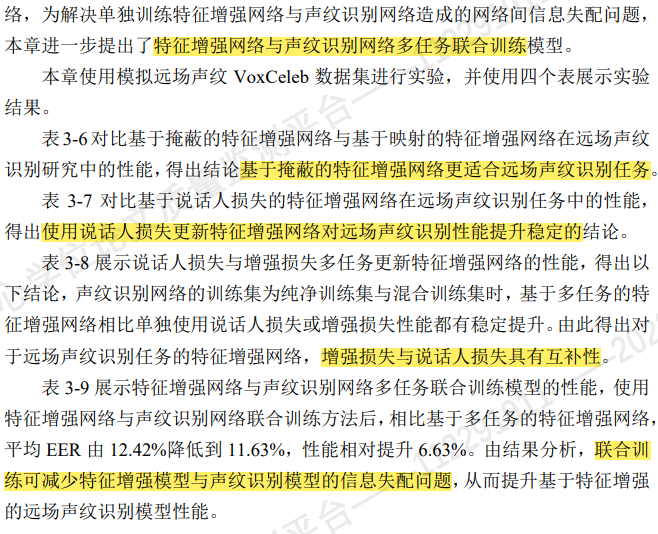 络，为解决单独训练特征增强网络与声纹识别网络造成的网络间信息失配问题，
本章进一步提出了特征增强网络与声纹识别网络多任务联合训练模型。
本章使用模拟远场声纹 VoxCeleb 数据集进行实验，并使用四个表展示实验
结果。
表 3-6 对比基于掩蔽的特征增强网络与基于映射的特征增强网络在远场声纹
识别研究中的性能，得出结论基于掩蔽的特征增强网络更适合远场声纹识别任务。
表 3-7 对比基于说话人损失的特征增强网络在远场声纹识别任务中的性能，
得出使用说话人损失更新特征增强网络对远场声纹识别性能提升稳定的结论。
表 3-8 展示说话人损失与增强损失多任务更新特征增强网络的性能，得出以
下结论，声纹识别网络的训练集为纯净训练集与混合训练集时，基于多任务的特
征增强网络相比单独使用说话人损失或增强损失性能都有稳定提升。由此得出对
于远场声纹识别任务的特征增强网络，增强损失与说话人损失具有互补性。
表 3-9 展示特征增强网络与声纹识别网络多任务联合训练模型的性能，使用
特征增强网络与声纹识别网络联合训练方法后，相比基于多任务的特征增强网络，
平均 EER 由 12.42%降低到 11.63%，性能相对提升 6.63%。由结果分析，联合训
练可减少特征增强模型与声纹识别模型的信息失配问题，从而提升基于特征增强
的远场声纹识别模型性能。